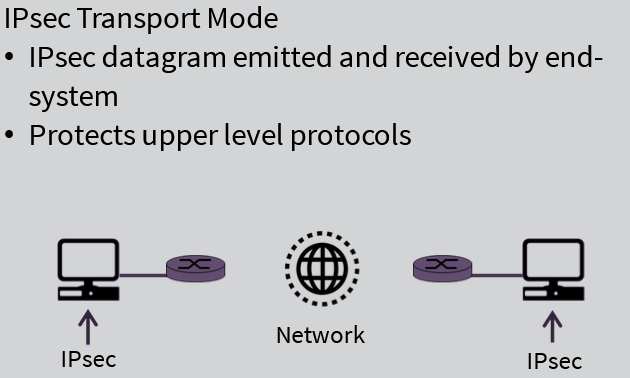 IPsec Transport Mode
• IPsec datagram emitted and received by end-
system
• Protects upper level protocols
Network
IPsec
IPsec